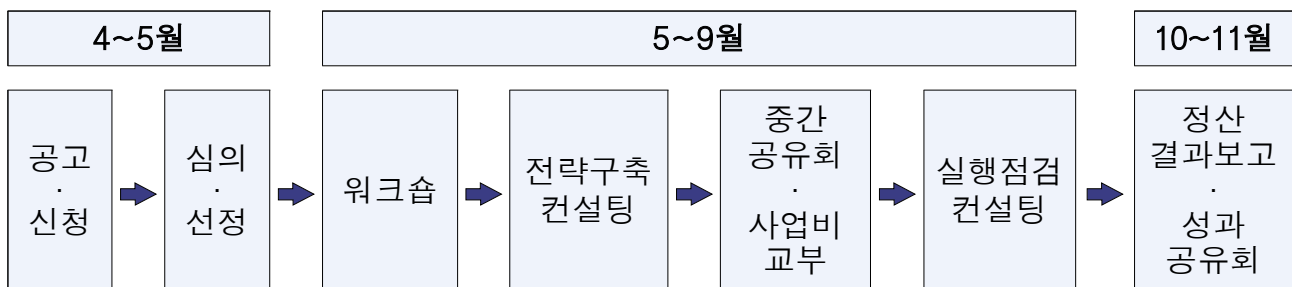 4~5월
5~9월
10~11월
공고
·
신청
심의
·
선정
워크숍
전략구축
컨설팅
중간
공유회
·
사업비
교부
실행점검
컨설팅
정산
결과보고
·
성과
공유회